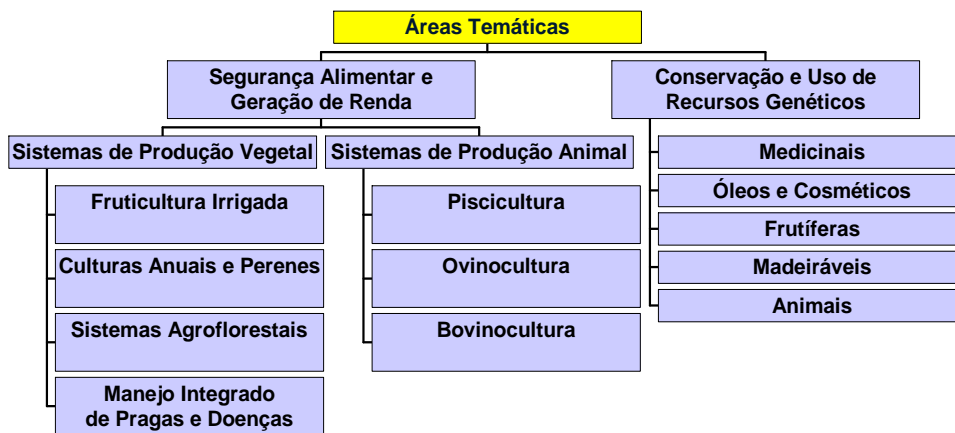 Áreas Temáticas
Segurança Alimentar e
Geração de Renda
Conservação e Uso de
Recursos Genéticos
Sistemas de Produção Vegetal
Fruticultura Irrigada
Culturas Anuais e Perenes
Sistemas Agroflorestais
Manejo Integrado
de Pragas e Doenças
Sistemas de Produção Animal
Piscicultura
Ovinocultura
Bovinocultura
Medicinais
Óleos e Cosméticos
Frutíferas
Madeiráveis
Animais